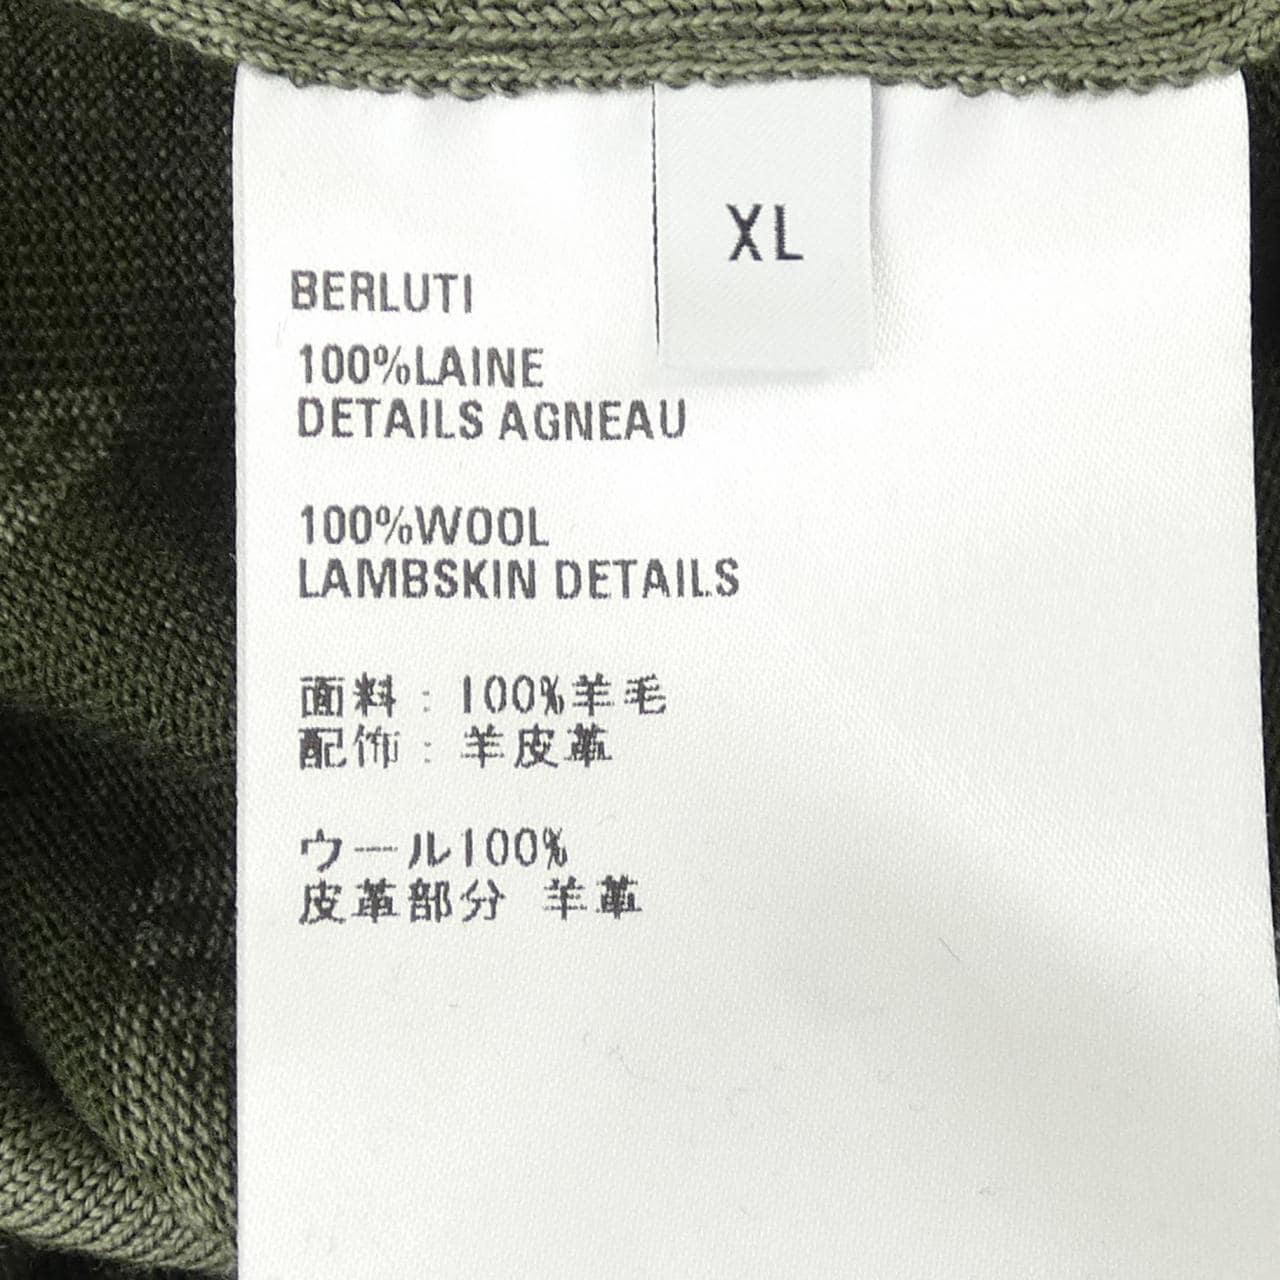 XL
BERLUTI
100%LAINE
DETAILS AGNEAU
100%WOOL
LAMBSKIN DETAILS
面料：100%羊毛
配饰：羊皮革
ウール100%
皮革部分 羊革